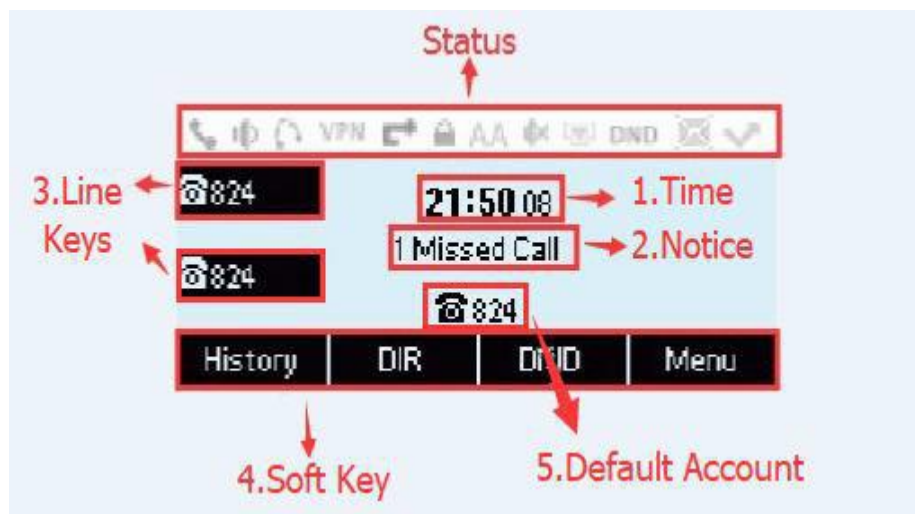 Status
VPN AA DND
3.Line Keys
824
21:50 08
1.Time
1 Missed Call
2.Notice
824
824
History DIR DND Menu
4.Soft Key
5.Default Account